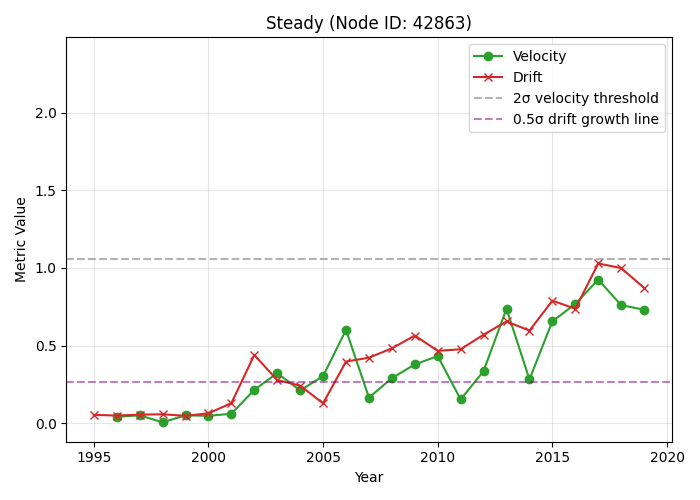 Steady (Node ID: 42863)
Velocity
Drift
2σ velocity threshold
0.5σ drift growth line
Metric Value
2.0
1.5
1.0
0.5
0.0
1995 2000 2005 2010 2015 2020
Year